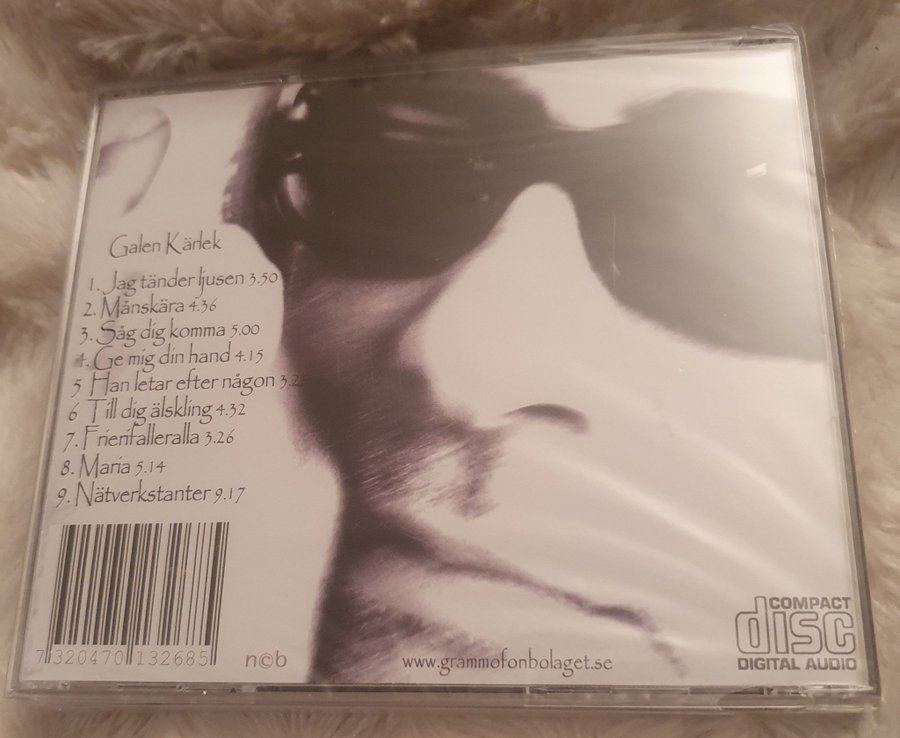 Galen Kärlek
1. Jag tänder ljusen 3.50
2. Månskära 4.36
3. Såg dig komma 5.00
4. Ge mig din hand 4.15
5 Han letar efter någon
6 Till dig älskling 4.32
7. Frierifalleralla 3.26
8. Maria 5.14
9. Nätverkstanter 9.17
7 320470 132685
n©b
www.grammofonbolaget.se
COMPACT
disc
DIGITAL AUDIO